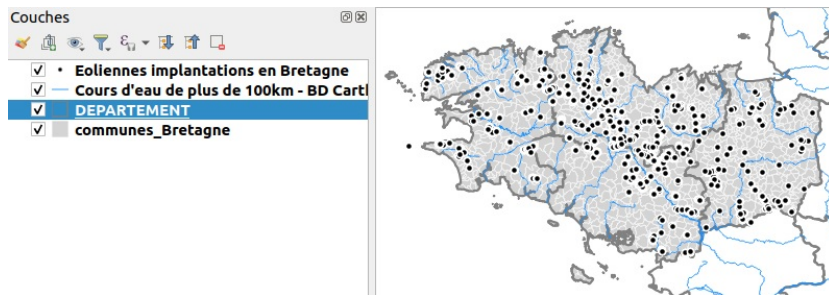 Couches
Eoliennes implantations en Bretagne
Cours d'eau de plus de 100km - BD Cartl
DEPARTEMENT
communes_Bretagne